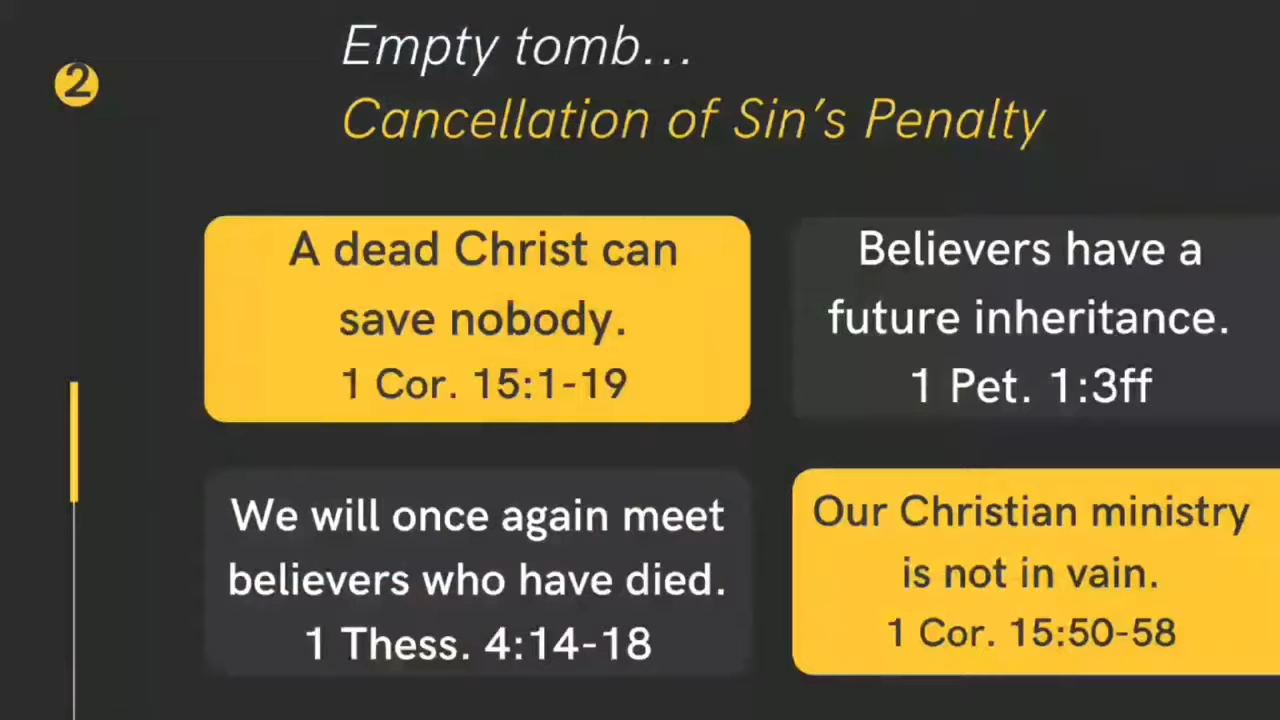 2
Empty tomb...
Cancellation of Sin's Penalty
A dead Christ can
save nobody.
1 Cor. 15:1-19
Believers have a
future inheritance.
1 Pet. 1:3ff
We will once again meet
believers who have died.
1 Thess. 4:14-18
Our Christian ministry
is not in vain.
1 Cor. 15:50-58